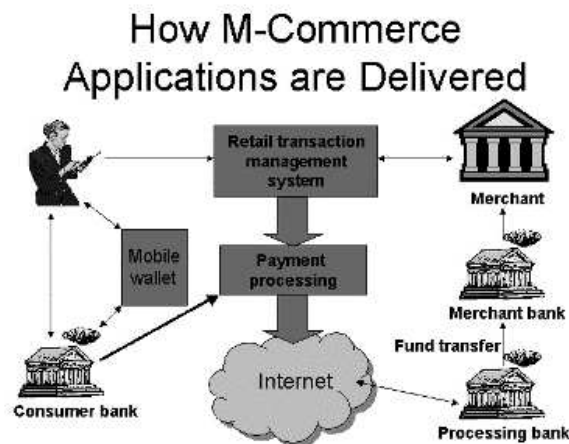 How M-Commerce
Applications are Delivered
Retail transaction
management
system
Merchant
Mobile
wallet
Payment
processing
Merchant bank
Fund transfer
Internet
Consumer bank
Processing bank